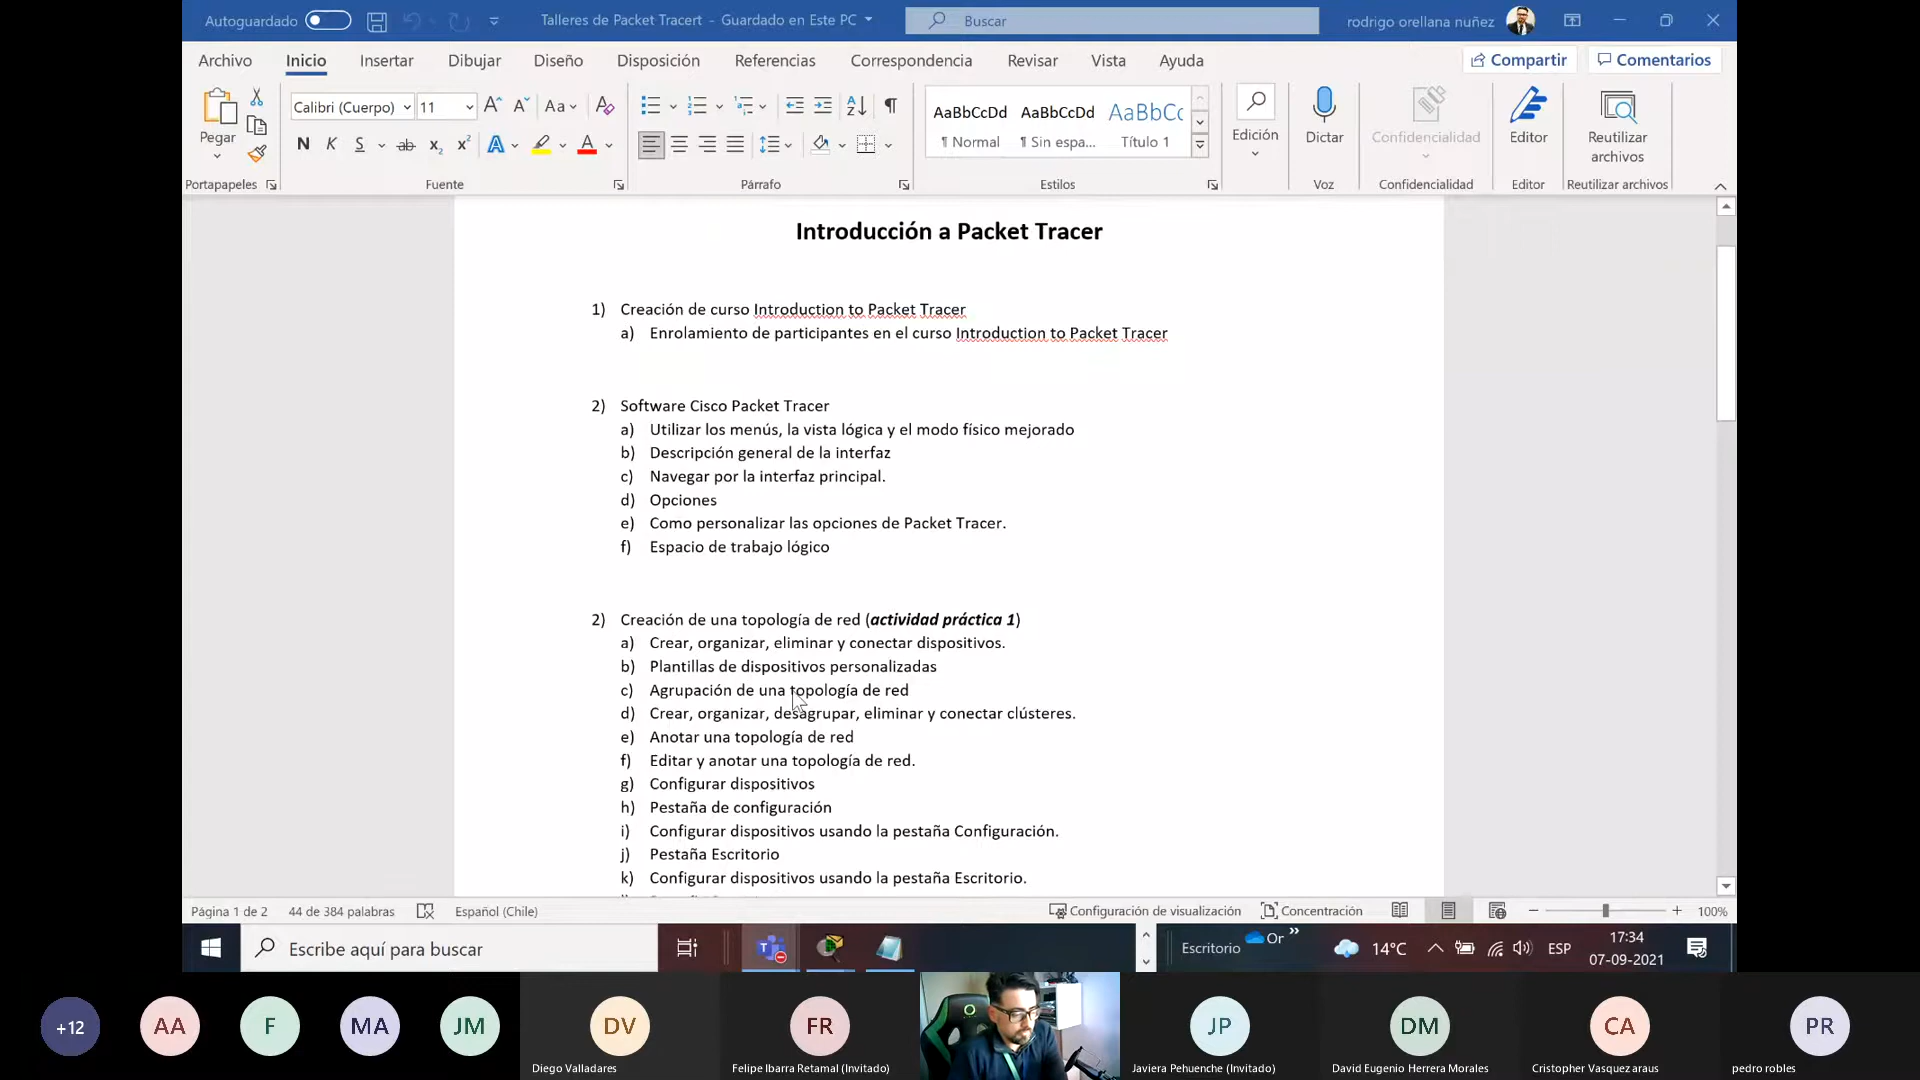 Autoguardado
Talleres de Packet Tracert - Guardado en Este PC
Buscar
rodrigo orellana nuñez
Archivo Inicio Insertar Dibujar Diseño Disposición Referencias Correspondencia Revisar Vista Ayuda
Compartir Comentarios
Pegar
Calibri (Cuerpo) 11
N K S ab
AaBbCcDd AaBbCcDd AaBbCc
¶ Normal ¶ Sin espa... Título 1
Edición
Dictar
Confidencialidad
Editor
Reutilizar
archivos
Portapapeles Fuente Párrafo Estilos Voz Confidencialidad Editor Reutilizar archivos
Introducción a Packet Tracer
1) Creación de curso Introduction to Packet Tracer
a) Enrolamiento de participantes en el curso Introduction to Packet Tracer
2) Software Cisco Packet Tracer
a) Utilizar los menús, la vista lógica y el modo físico mejorado
b) Descripción general de la interfaz
c) Navegar por la interfaz principal.
d) Opciones
e) Como personalizar las opciones de Packet Tracer.
f) Espacio de trabajo lógico
2) Creación de una topología de red (actividad práctica 1)
a) Crear, organizar, eliminar y conectar dispositivos.
b) Plantillas de dispositivos personalizadas
c) Agrupación de una topología de red
d) Crear, organizar, desagrupar, eliminar y conectar clústeres.
e) Anotar una topología de red
f) Editar y anotar una topología de red.
g) Configurar dispositivos
h) Pestaña de configuración
i) Configurar dispositivos usando la pestaña Configuración.
j) Pestaña Escritorio
k) Configurar dispositivos usando la pestaña Escritorio.
Página 1 de 2 44 de 384 palabras Español (Chile) Configuración de visualización Concentración 100%
Escribe aquí para buscar
Escritorio Or 14°C ESP
17:34
07-09-2021
+12 AA F MA JM DV FR JP DM CA PR
Diego Valladares Felipe Ibarra Retamal (Invitado) Javiera Pehuenche (Invitado) David Eugenio Herrera Morales Cristopher Vasquez araus pedro robles